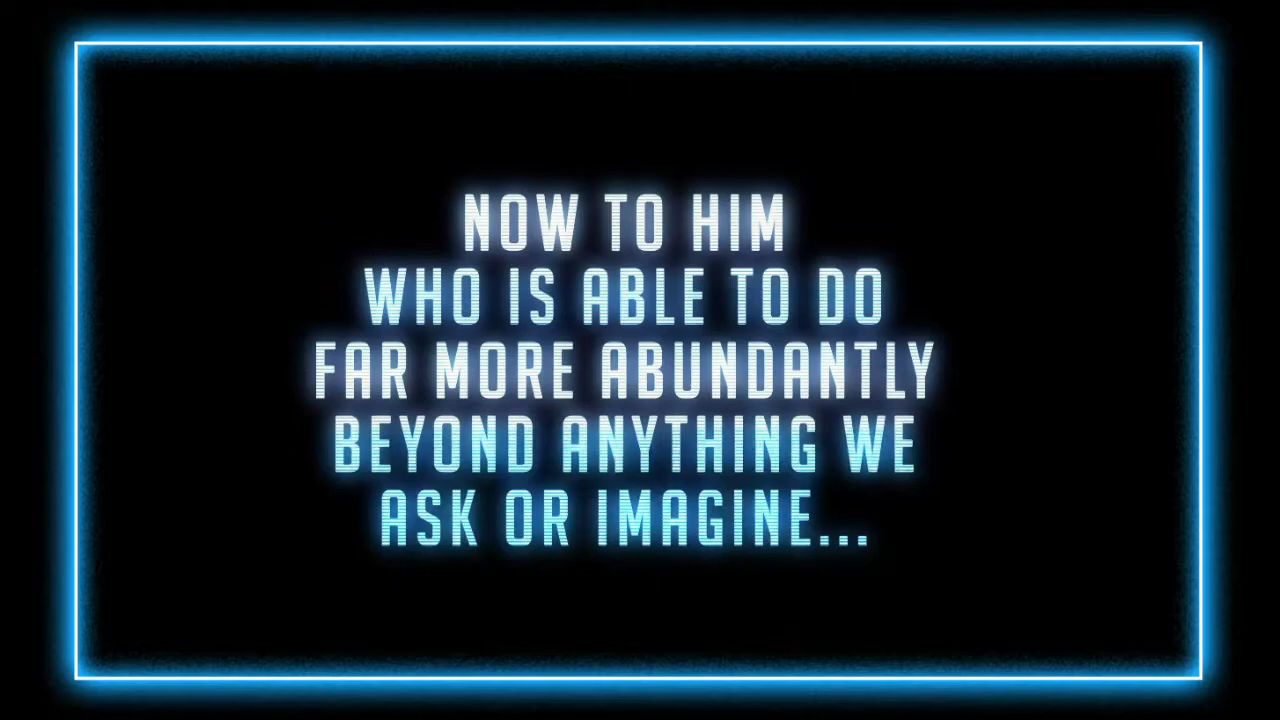 NOW TO HIM
WHO IS ABLE TO DO
FAR MORE ABUNDANTLY
BEYOND ANYTHING WE
ASK OR IMAGINE...